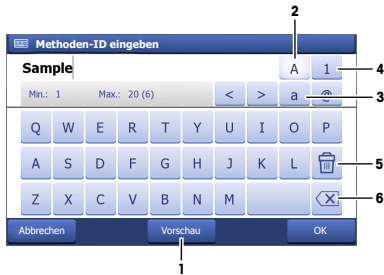 2
Methoden-ID eingeben
Sample A 1 4
Min.: 1 Max.: 20 (6) < > a @ 3
Q W E R T Y U I O P
A S D F G H J K L 5
Z X C V B N M 6
Abbrechen Vorschau OK
1